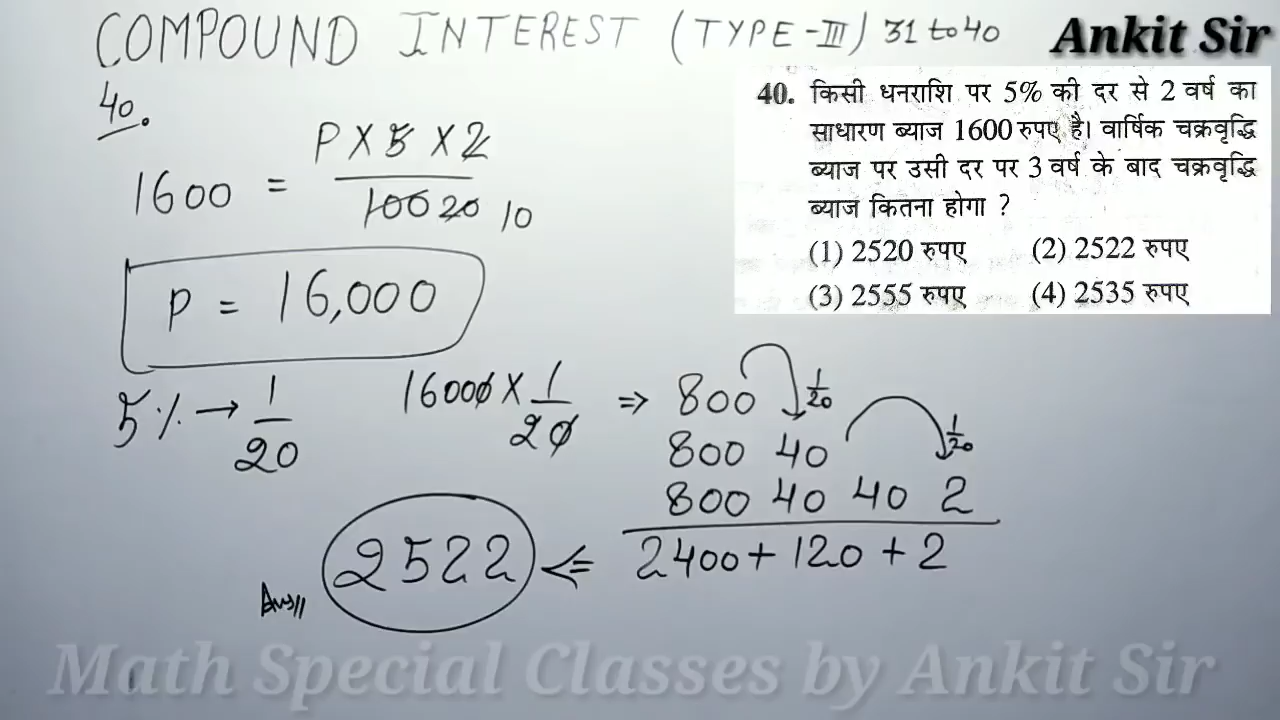 COMPOUND INTEREST (TYPE-III) 31 to 40
Ankit Sir
40.
40. किसी धनराशि पर 5% की दर से 2 वर्ष का
साधारण ब्याज 1600 रुपए है। वार्षिक चक्रवृद्धि
ब्याज पर उसी दर पर 3 वर्ष के बाद चक्रवृद्धि
ब्याज कितना होगा ?
(1) 2520 रुपए (2) 2522 रुपए
(3) 2555 रुपए (4) 2535 रुपए
P X 5 X 2
1600 =
100 20 10
P = 16,000
5% → 1/20
16000 X 1/20 ⇒ 800 1/20
800 40 1/20
800 40 40 2
2400 + 120 + 2
2522 ⇐
Ans//
Math Special Classes by Ankit Sir